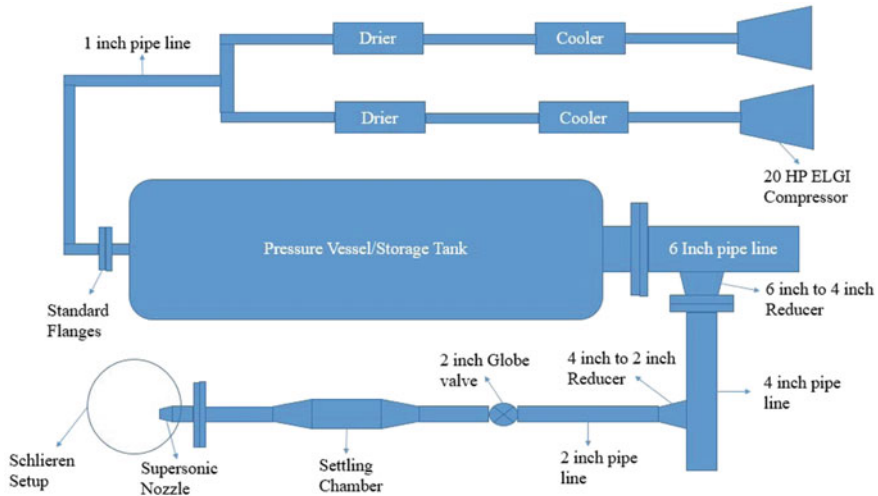 1 inch pipe line
Drier
Cooler
Drier
Cooler
20 HP ELGI
Compressor
Pressure Vessel/Storage Tank
6 Inch pipe line
Standard
Flanges
6 inch to 4 inch
Reducer
2 inch Globe
valve
4 inch to 2 inch
Reducer
4 inch pipe
line
Schlieren
Setup
Supersonic
Nozzle
Settling
Chamber
2 inch pipe
line